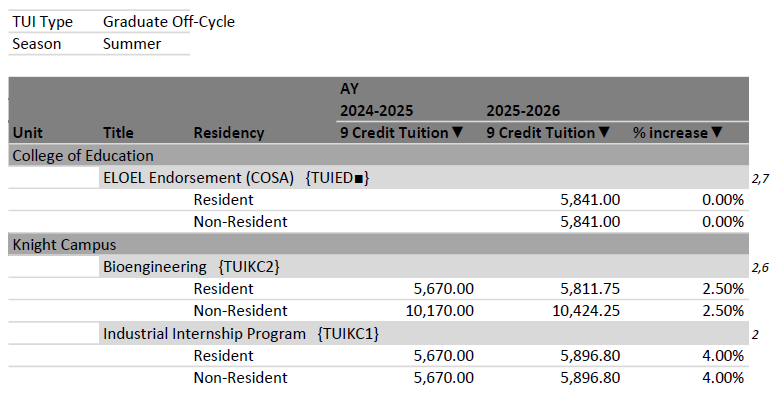 TUI Type Graduate Off-Cycle
Season Summer
AY
2024-2025 2025-2026
Unit Title Residency 9 Credit Tuition▼ 9 Credit Tuition▼ % increase▼
College of Education
ELOEL Endorsement (COSA) {TUIED■} 2,7
Resident 5,841.00 0.00%
Non-Resident 5,841.00 0.00%
Knight Campus
Bioengineering {TUIKC2} 2,6
Resident 5,670.00 5,811.75 2.50%
Non-Resident 10,170.00 10,424.25 2.50%
Industrial Internship Program {TUIKC1} 2
Resident 5,670.00 5,896.80 4.00%
Non-Resident 5,670.00 5,896.80 4.00%